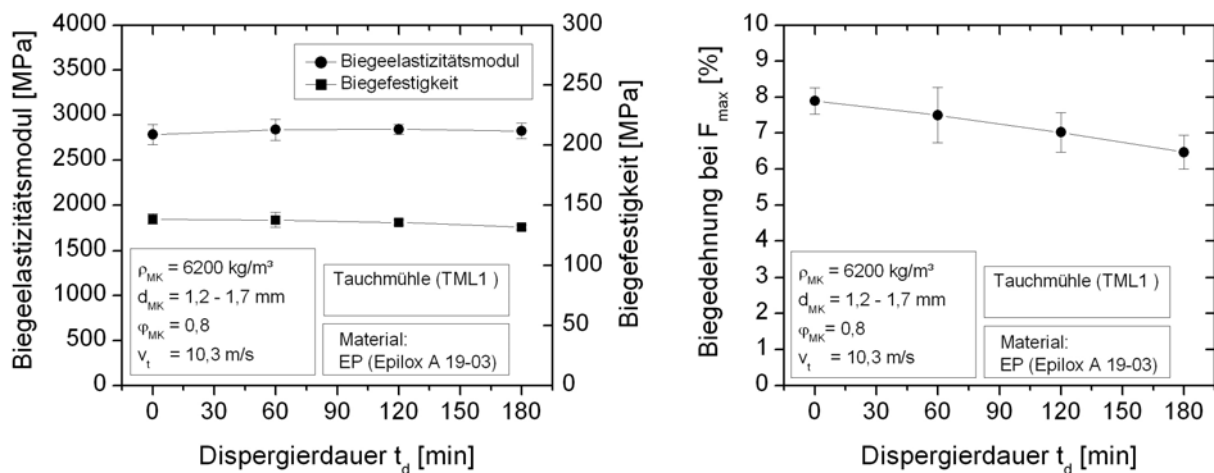 4000
3500
3000
2500
2000
1500
1000
500
0
Biegeelastizitätsmodul [MPa]
300
250
200
150
100
50
0
Biegefestigkeit [MPa]
Biegeelastizitätsmodul
Biegefestigkeit
ρMK = 6200 kg/m³
dMK = 1,2 - 1,7 mm
φMK = 0,8
vt = 10,3 m/s
Tauchmühle (TML1 )
Material:
EP (Epilox A 19-03)
0 30 60 90 120 150 180
Dispergierdauer td [min]
10
9
8
7
6
5
4
3
2
1
0
Biegedehnung bei Fmax [%]
ρMK = 6200 kg/m³
dMK = 1,2 - 1,7 mm
φMK = 0,8
vt = 10,3 m/s
Tauchmühle (TML1 )
Material:
EP (Epilox A 19-03)
0 30 60 90 120 150 180
Dispergierdauer td [min]